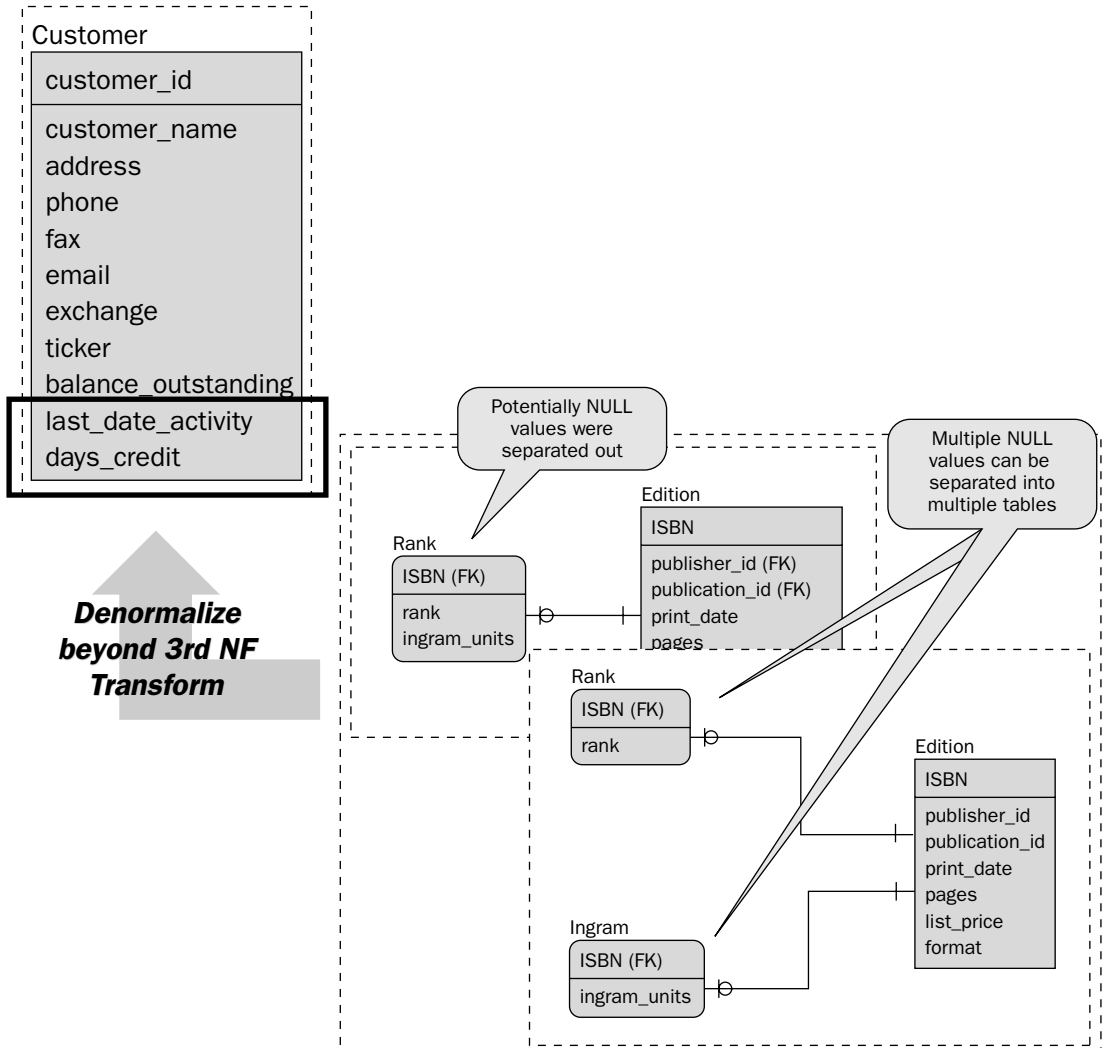 Customer
customer_id
customer_name
address
phone
fax
email
exchange
ticker
balance_outstanding
last_date_activity
days_credit
Denormalize
beyond 3rd NF
Transform
Potentially NULL
values were
separated out
Multiple NULL
values can be
separated into
multiple tables
Rank
ISBN (FK)
rank
ingram_units
Edition
ISBN
publisher_id (FK)
publication_id (FK)
print_date
pages
Rank
ISBN (FK)
rank
Edition
ISBN
publisher_id
publication_id
print_date
pages
list_price
format
Ingram
ISBN (FK)
ingram_units